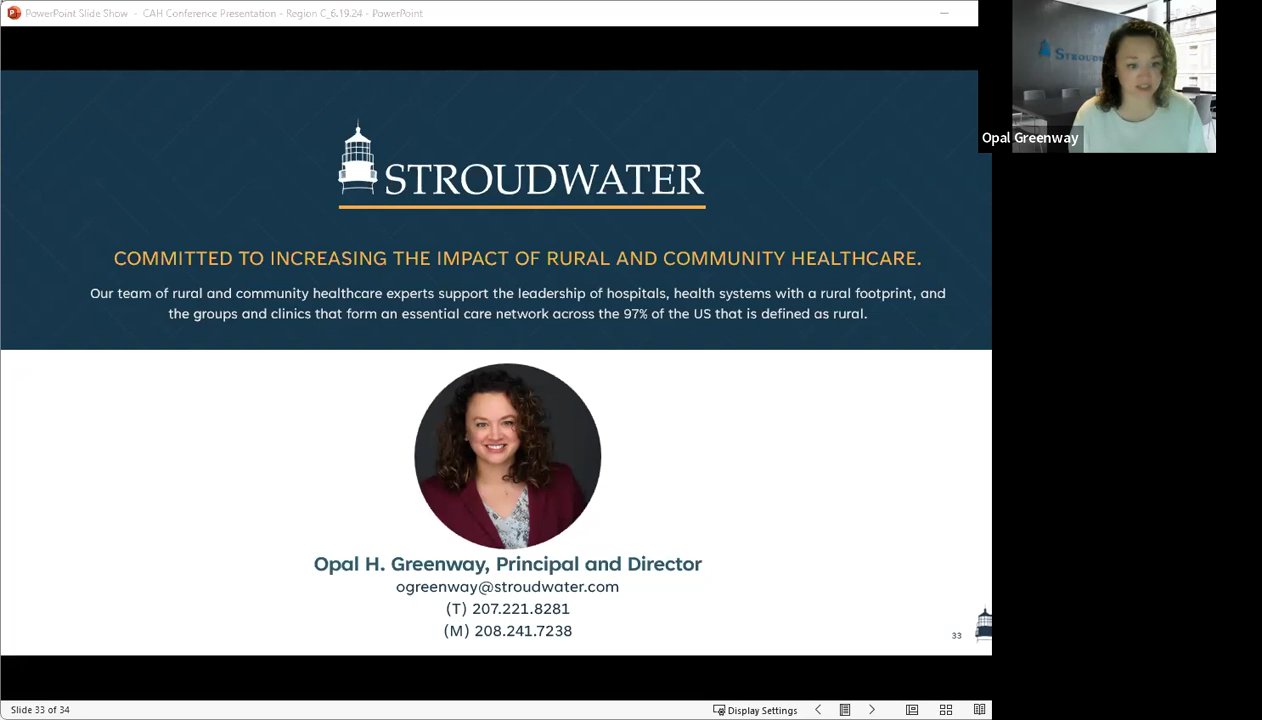 PowerPoint Slide Show - CAH Conference Presentation - Region C_6.19.24 - PowerPoint
STROUDWATER
COMMITTED TO INCREASING THE IMPACT OF RURAL AND COMMUNITY HEALTHCARE.
Our team of rural and community healthcare experts support the leadership of hospitals, health systems with a rural footprint, and
the groups and clinics that form an essential care network across the 97% of the US that is defined as rural.
Opal H. Greenway, Principal and Director
ogreenway@stroudwater.com
(T) 207.221.8281
(M) 208.241.7238
33
Slide 33 of 34
Display Settings
Opal Greenway